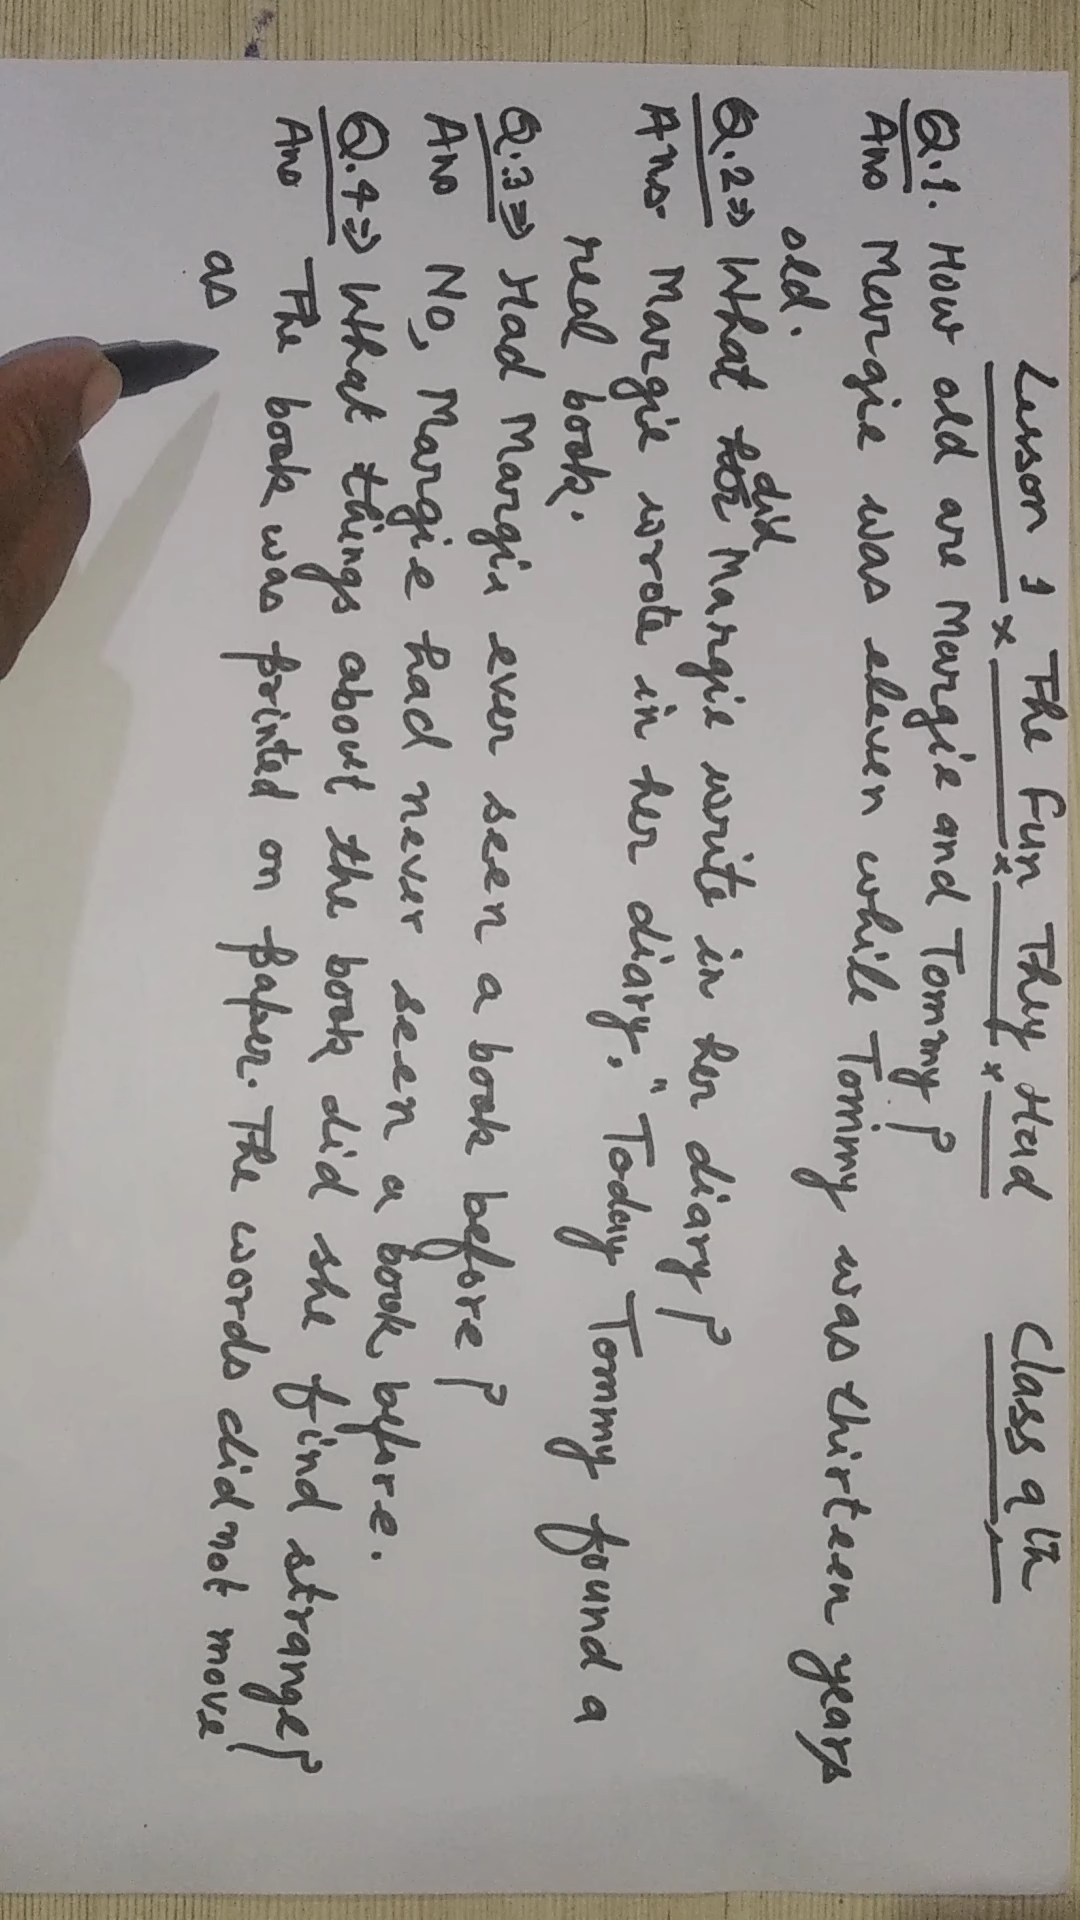 Lesson 1 The Fun They Had Class 9th
Q.1. How old are Margie and Tommy?
Ans Margie was eleven while Tommy was thirteen years
old.
did
Q.2⇒ What Margie write in her diary?
Ans. Margie wrote in her diary, "Today Tommy found a
real book.
Q.3⇒ Had Margie ever seen a book before?
Ans No, Margie had never seen a book before.
Q.4⇒ What things about the book did she find strange?
Ans The book was printed on paper. The words did not move
as